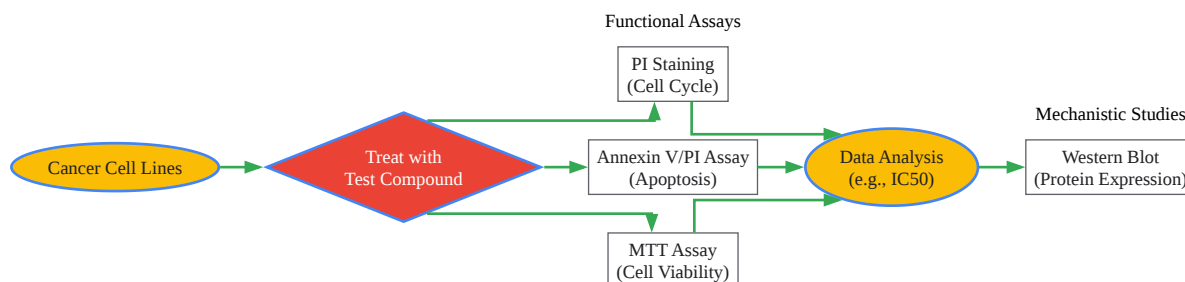 Functional Assays
PI Staining
(Cell Cycle)
Mechanistic Studies
Cancer Cell Lines
Treat with
Test Compound
Annexin V/PI Assay
(Apoptosis)
Data Analysis
(e.g., IC50)
Western Blot
(Protein Expression)
MTT Assay
(Cell Viability)